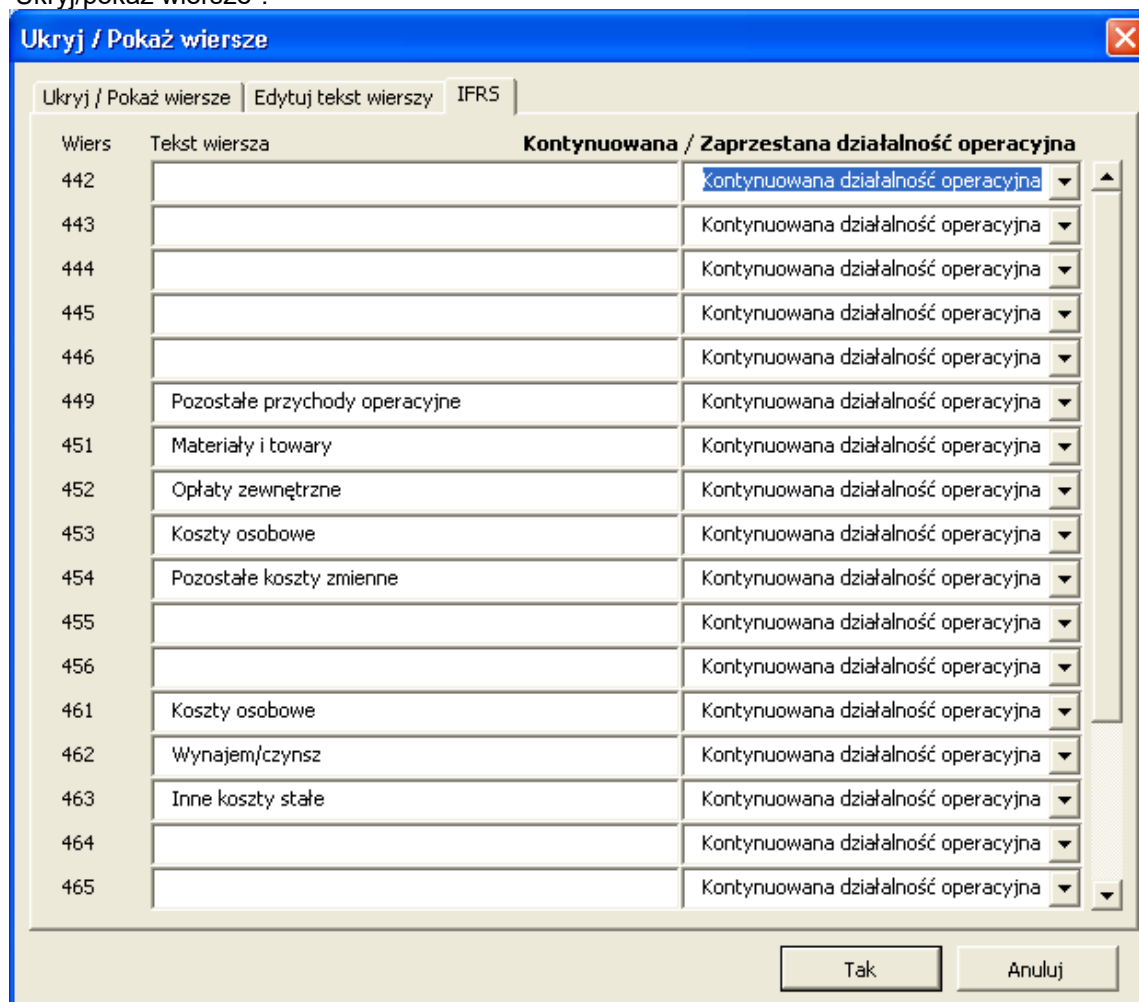 "Ukryj/pokaż wiersze".
Ukryj / Pokaż wiersze
Ukryj / Pokaż wiersze Edytuj tekst wierszy IFRS
Wiers Tekst wiersza Kontynuowana / Zaprzestana działalność operacyjna
442 Kontynuowana działalność operacyjna
443 Kontynuowana działalność operacyjna
444 Kontynuowana działalność operacyjna
445 Kontynuowana działalność operacyjna
446 Kontynuowana działalność operacyjna
449 Pozostałe przychody operacyjne Kontynuowana działalność operacyjna
451 Materiały i towary Kontynuowana działalność operacyjna
452 Opłaty zewnętrzne Kontynuowana działalność operacyjna
453 Koszty osobowe Kontynuowana działalność operacyjna
454 Pozostałe koszty zmienne Kontynuowana działalność operacyjna
455 Kontynuowana działalność operacyjna
456 Kontynuowana działalność operacyjna
461 Koszty osobowe Kontynuowana działalność operacyjna
462 Wynajem/czynsz Kontynuowana działalność operacyjna
463 Inne koszty stałe Kontynuowana działalność operacyjna
464 Kontynuowana działalność operacyjna
465 Kontynuowana działalność operacyjna
Tak Anuluj